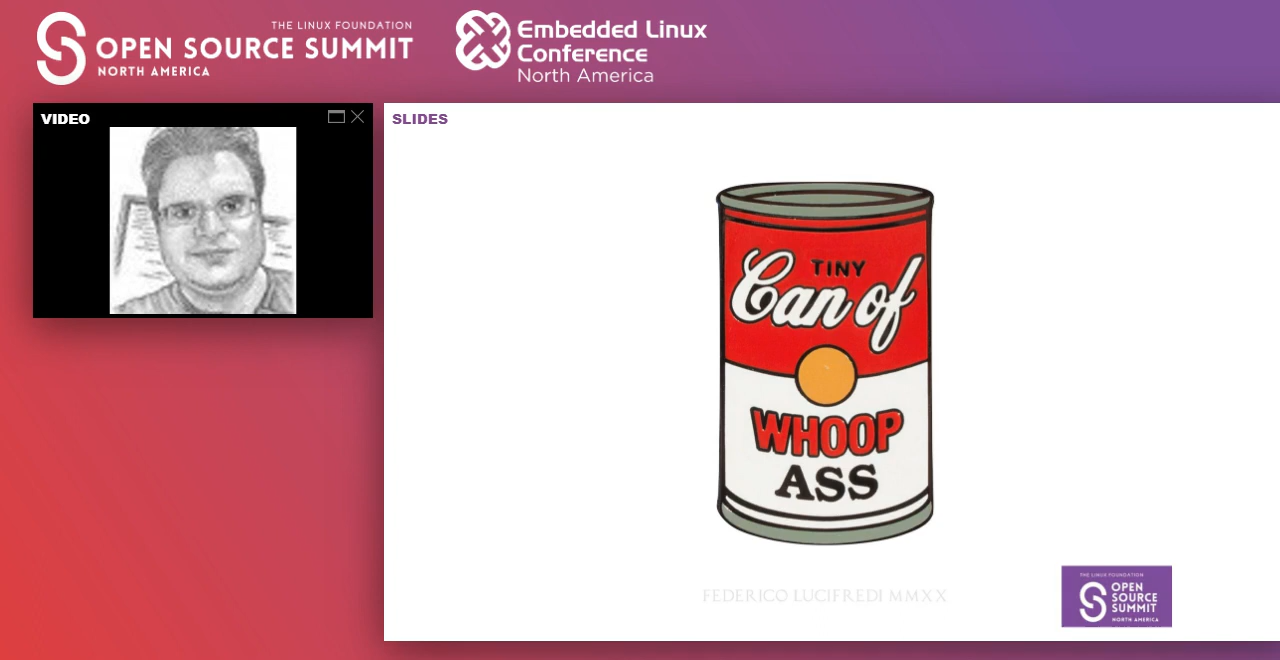 THE LINUX FOUNDATION
OPEN SOURCE SUMMIT
NORTH AMERICA
Embedded Linux
Conference
North America
VIDEO
SLIDES
TINY
Can of
WHOOP
ASS
FEDERICO LUCIFREDI MMXX
THE LINUX FOUNDATION
OPEN
SOURCE
SUMMIT
NORTH AMERICA